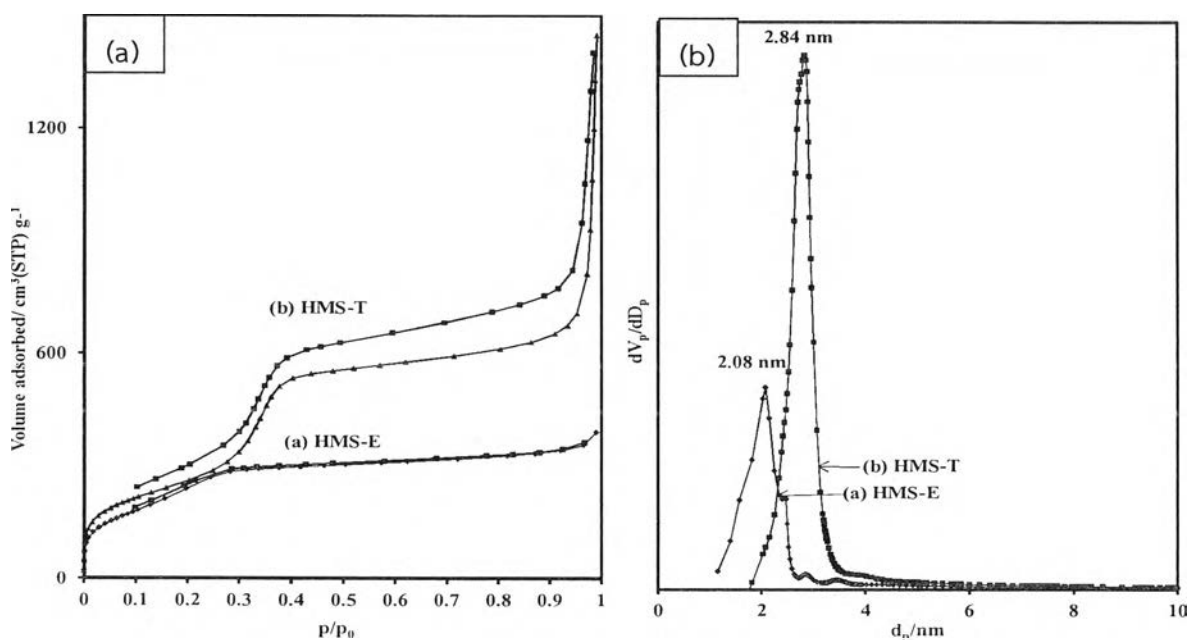 (a)
1200
600
0
Volume adsorbed/ cm³(STP) g⁻¹
(b) HMS-T
(a) HMS-E
0 0.1 0.2 0.3 0.4 0.5 0.6 0.7 0.8 0.9 1
p/p₀
(b)
2.84 nm
2.08 nm
dVₚ/dDₚ
(b) HMS-T
(a) HMS-E
0 2 4 6 8 10
dₚ/nm